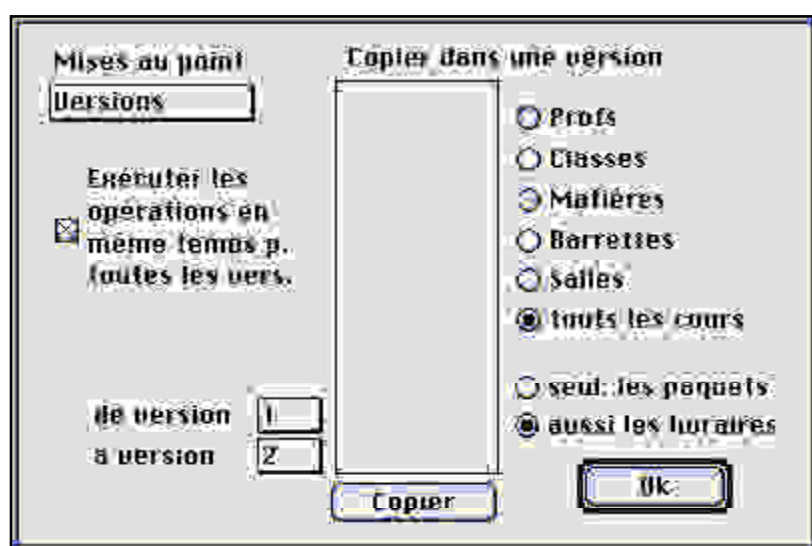 Mises au point
Versions
Exécuter les
opérations en
même temps p.
toutes les vers.
de version 1
à version 2
Copier dans une version
Profs
Classes
Matières
Barrettes
Salles
touts les cours
seul. les paquets
aussi les horaires
Copier
Ok